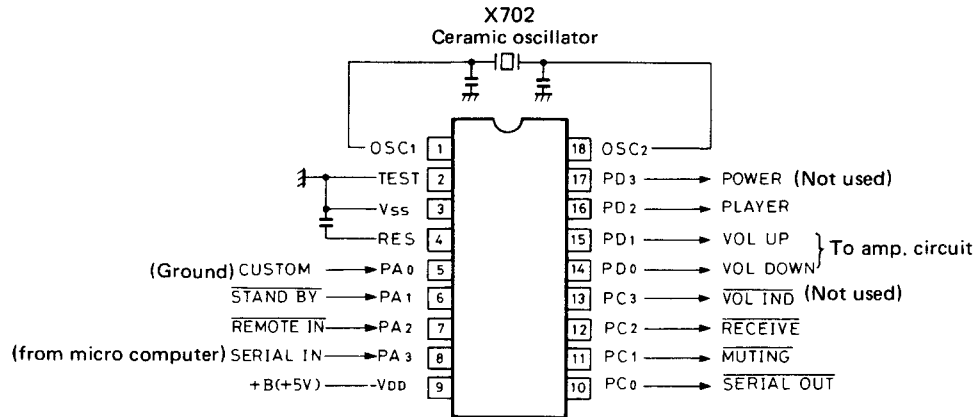 X702
Ceramic oscillator
OSC1 1 18 OSC2
TEST 2 17 PD3 POWER (Not used)
VSS 3 16 PD2 PLAYER
RES 4 15 PD1 VOL UP
To amp. circuit
(Ground) CUSTOM PA0 5 14 PD0 VOL DOWN
STAND BY PA1 6 13 PC3 VOL IND (Not used)
REMOTE IN PA2 7 12 PC2 RECEIVE
(from micro computer) SERIAL IN PA3 8 11 PC1 MUTING
+B(+5V) VDD 9 10 PC0 SERIAL OUT